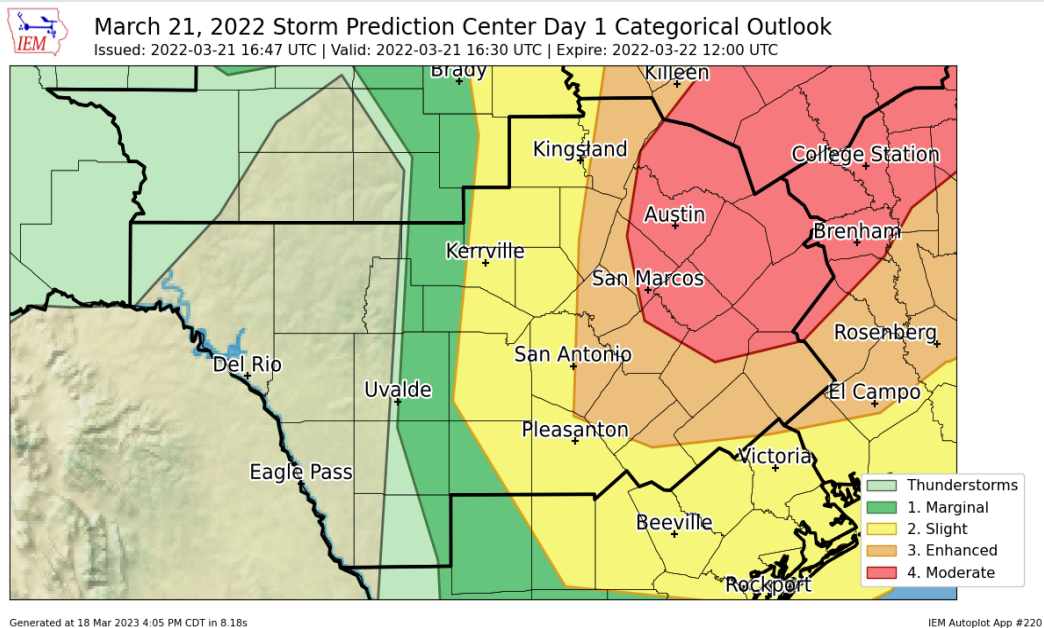 IEM
March 21, 2022 Storm Prediction Center Day 1 Categorical Outlook
Issued: 2022-03-21 16:47 UTC | Valid: 2022-03-21 16:30 UTC | Expire: 2022-03-22 12:00 UTC
Brady
Killeen
Kingsland
College Station
Austin
Brenham
Kerrville
San Marcos
Rosenberg
San Antonio
Del Rio
Uvalde
El Campo
Pleasanton
Victoria
Eagle Pass
Beeville
Rockport
Thunderstorms
1. Marginal
2. Slight
3. Enhanced
4. Moderate
Generated at 18 Mar 2023 4:05 PM CDT in 8.18s
IEM Autoplot App #220